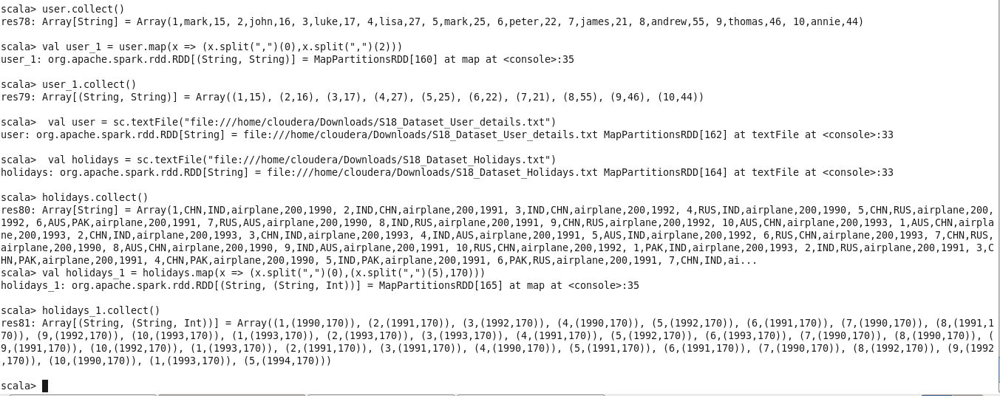 scala> user.collect()
res78: Array[String] = Array(1,mark,15, 2,john,16, 3,luke,17, 4,lisa,27, 5,mark,25, 6,peter,22, 7,james,21, 8,andrew,55, 9,thomas,46, 10,annie,44)
scala> val user_1 = user.map(x => (x.split(",")(0),x.split(",")(2)))
user_1: org.apache.spark.rdd.RDD[(String, String)] = MapPartitionsRDD[160] at map at <console>:35
scala> user_1.collect()
res79: Array[(String, String)] = Array((1,15), (2,16), (3,17), (4,27), (5,25), (6,22), (7,21), (8,55), (9,46), (10,44))
scala>  val user = sc.textFile("file:///home/cloudera/Downloads/S18_Dataset_User_details.txt")
user: org.apache.spark.rdd.RDD[String] = file:///home/cloudera/Downloads/S18_Dataset_User_details.txt MapPartitionsRDD[162] at textFile at <console>:33
scala>  val holidays = sc.textFile("file:///home/cloudera/Downloads/S18_Dataset_Holidays.txt")
holidays: org.apache.spark.rdd.RDD[String] = file:///home/cloudera/Downloads/S18_Dataset_Holidays.txt MapPartitionsRDD[164] at textFile at <console>:33
scala> holidays.collect()
res80: Array[String] = Array(1,CHN,IND,airplane,200,1990, 2,IND,CHN,airplane,200,1991, 3,IND,CHN,airplane,200,1992, 4,RUS,IND,airplane,200,1990, 5,CHN,RUS,airplane,200,
1992, 6,AUS,PAK,airplane,200,1991, 7,RUS,AUS,airplane,200,1990, 8,IND,RUS,airplane,200,1991, 9,CHN,RUS,airplane,200,1992, 10,AUS,CHN,airplane,200,1993, 1,AUS,CHN,airpla
ne,200,1993, 2,CHN,IND,airplane,200,1993, 3,CHN,IND,airplane,200,1993, 4,IND,AUS,airplane,200,1991, 5,AUS,IND,airplane,200,1992, 6,RUS,CHN,airplane,200,1993, 7,CHN,RUS,
airplane,200,1990, 8,AUS,CHN,airplane,200,1990, 9,IND,AUS,airplane,200,1991, 10,RUS,CHN,airplane,200,1992, 1,PAK,IND,airplane,200,1993, 2,IND,RUS,airplane,200,1991, 3,C
HN,PAK,airplane,200,1991, 4,CHN,PAK,airplane,200,1990, 5,IND,PAK,airplane,200,1991, 6,PAK,RUS,airplane,200,1991, 7,CHN,IND,ai...
scala> val holidays_1 = holidays.map(x => (x.split(",")(0),(x.split(",")(5),170)))
holidays_1: org.apache.spark.rdd.RDD[(String, (String, Int))] = MapPartitionsRDD[165] at map at <console>:35
scala> holidays_1.collect()
res81: Array[(String, (String, Int))] = Array((1,(1990,170)), (2,(1991,170)), (3,(1992,170)), (4,(1990,170)), (5,(1992,170)), (6,(1991,170)), (7,(1990,170)), (8,(1991,1
70)), (9,(1992,170)), (10,(1993,170)), (1,(1993,170)), (2,(1993,170)), (3,(1993,170)), (4,(1991,170)), (5,(1992,170)), (6,(1993,170)), (7,(1990,170)), (8,(1990,170)), (
9,(1991,170)), (10,(1992,170)), (1,(1993,170)), (2,(1991,170)), (3,(1991,170)), (4,(1990,170)), (5,(1991,170)), (6,(1991,170)), (7,(1990,170)), (8,(1992,170)), (9,(1992
,170)), (10,(1990,170)), (1,(1993,170)), (5,(1994,170)))
scala>